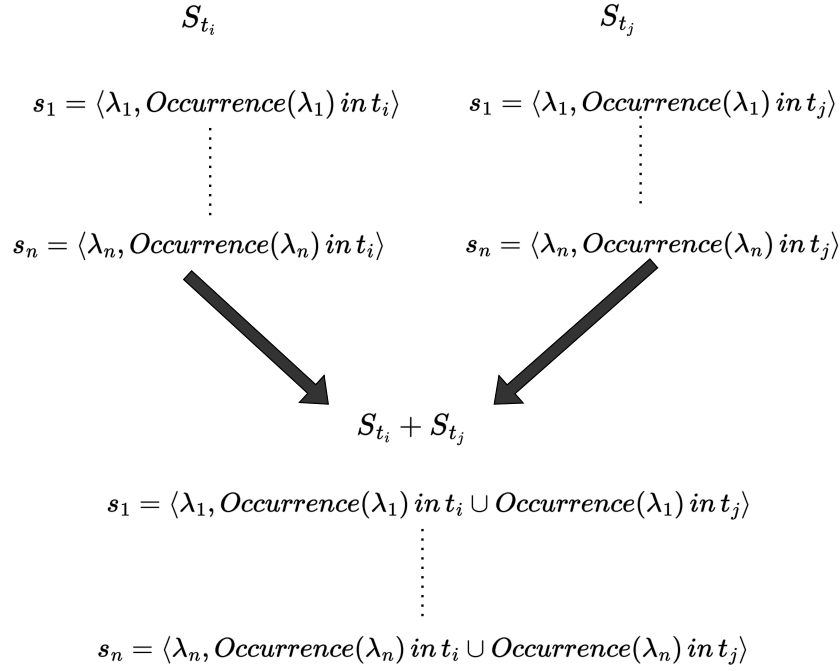 S_{t_i}
S_{t_j}
s_1 = ⟨λ_1, Occurrence(λ_1) in t_i⟩
s_1 = ⟨λ_1, Occurrence(λ_1) in t_j⟩
s_n = ⟨λ_n, Occurrence(λ_n) in t_i⟩
s_n = ⟨λ_n, Occurrence(λ_n) in t_j⟩
S_{t_i} + S_{t_j}
s_1 = ⟨λ_1, Occurrence(λ_1) in t_i ∪ Occurrence(λ_1) in t_j⟩
s_n = ⟨λ_n, Occurrence(λ_n) in t_i ∪ Occurrence(λ_n) in t_j⟩